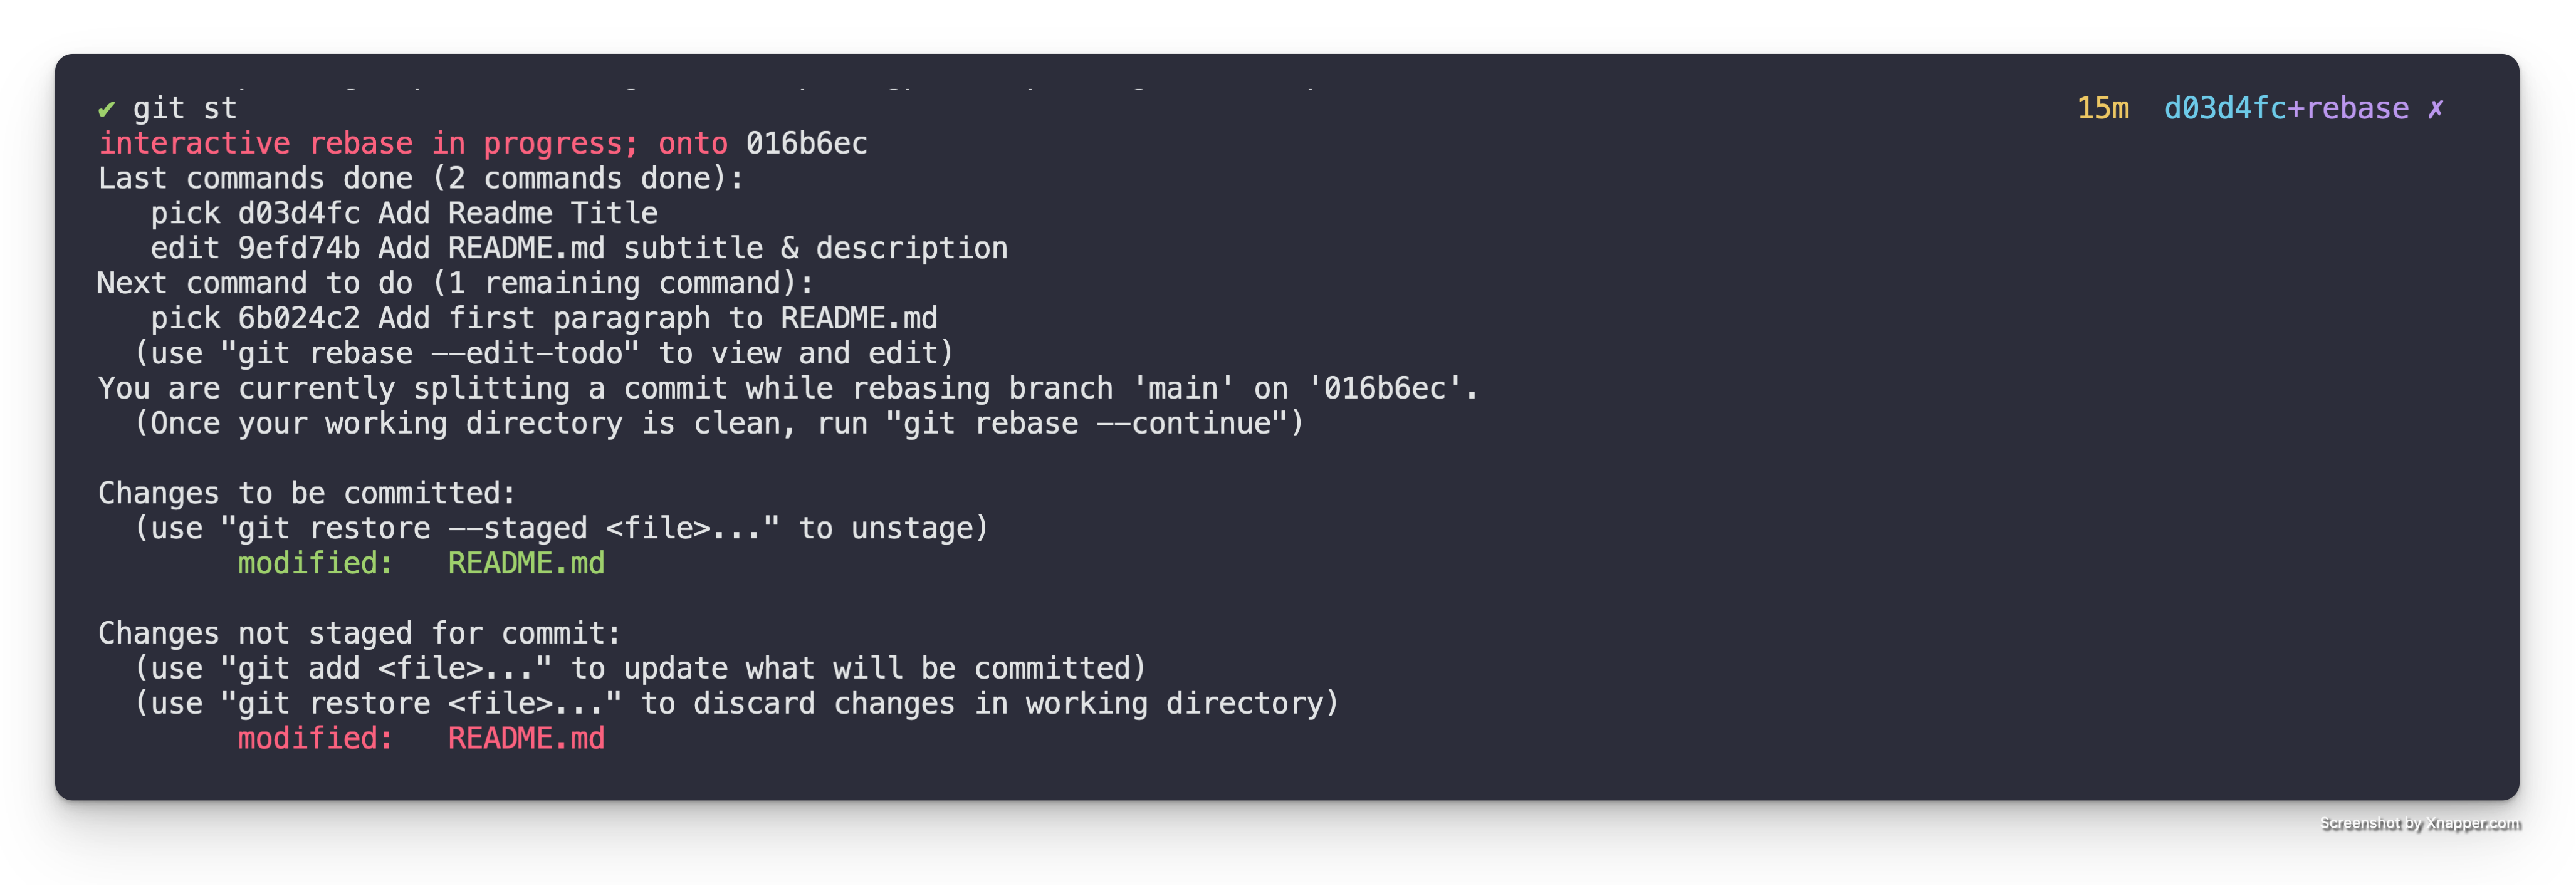 ✔ git st 15m d03d4fc+rebase ✗
interactive rebase in progress; onto 016b6ec
Last commands done (2 commands done):
   pick d03d4fc Add Readme Title
   edit 9efd74b Add README.md subtitle & description
Next command to do (1 remaining command):
   pick 6b024c2 Add first paragraph to README.md
  (use "git rebase --edit-todo" to view and edit)
You are currently splitting a commit while rebasing branch 'main' on '016b6ec'.
  (Once your working directory is clean, run "git rebase --continue")

Changes to be committed:
  (use "git restore --staged <file>..." to unstage)
        modified:   README.md

Changes not staged for commit:
  (use "git add <file>..." to update what will be committed)
  (use "git restore <file>..." to discard changes in working directory)
        modified:   README.md

Screenshot by Xnapper.com